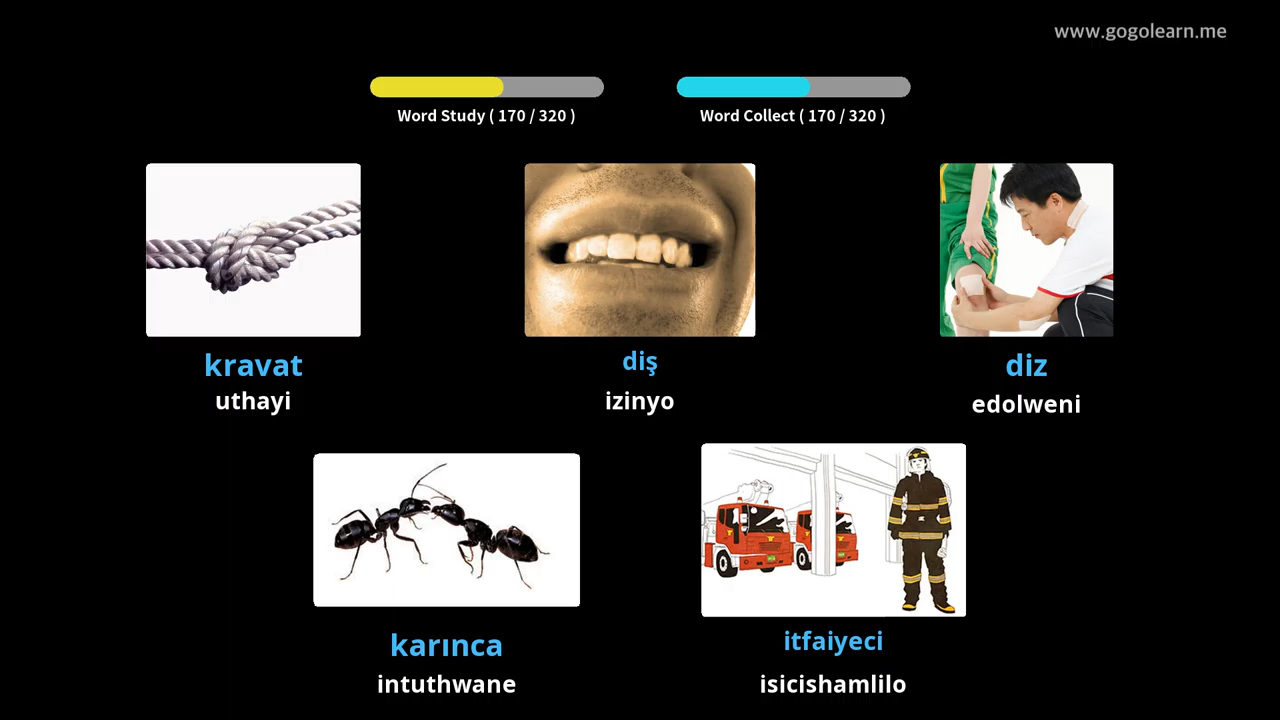 www.gogolearn.me
Word Study ( 170 / 320 )
Word Collect ( 170 / 320 )
kravat
uthayi
diş
izinyo
diz
edolweni
karınca
intuthwane
itfaiyeci
isicishamlilo